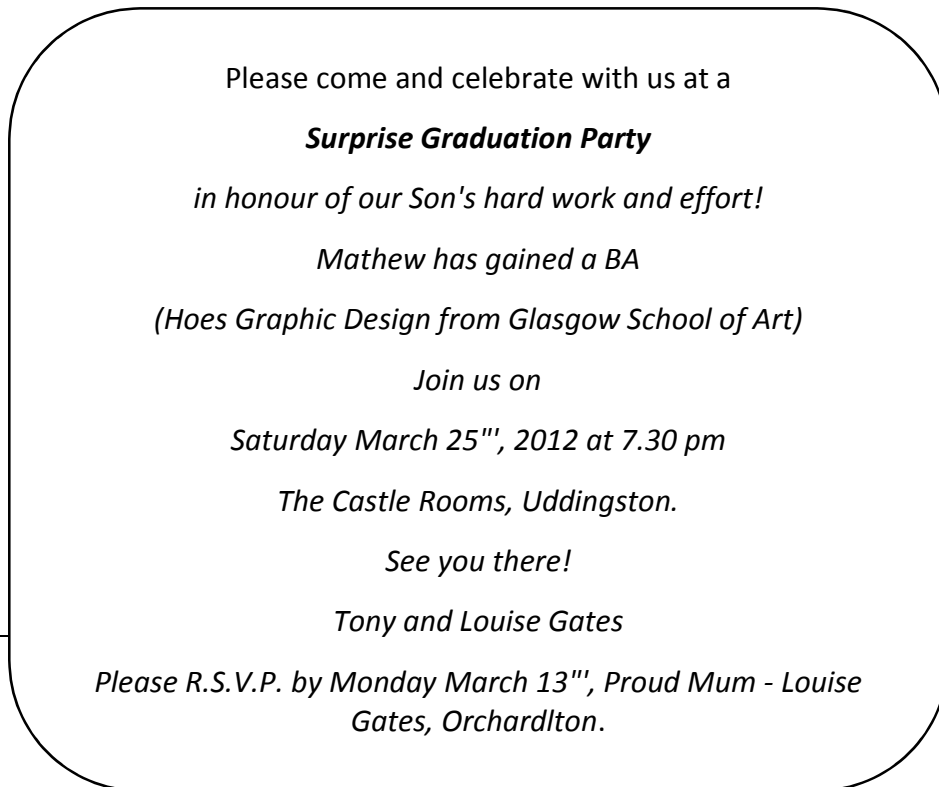 Please come and celebrate with us at a
Surprise Graduation Party
in honour of our Son's hard work and effort!
Mathew has gained a BA
(Hoes Graphic Design from Glasgow School of Art)
Join us on
Saturday March 25"', 2012 at 7.30 pm
The Castle Rooms, Uddingston.
See you there!
Tony and Louise Gates
Please R.S.V.P. by Monday March 13"', Proud Mum - Louise
Gates, Orchardlton.